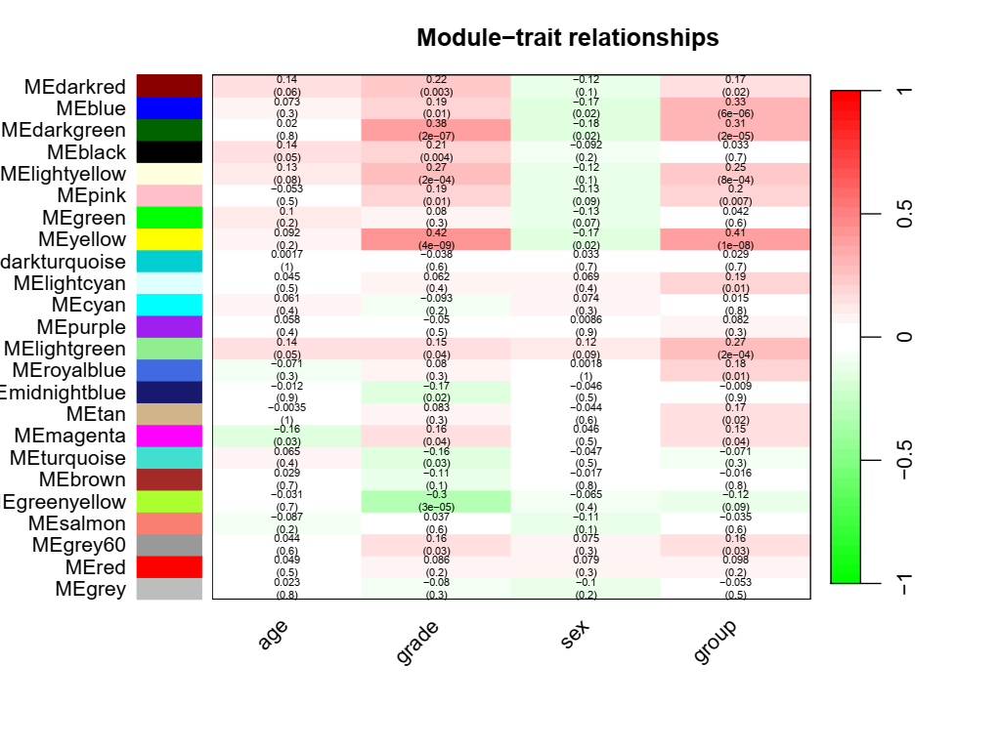 Module−trait relationships
MEdarkred
0.14 0.22 −0.12 0.17
(0.06) (0.003) (0.1) (0.02)
MEblue
0.073 0.19 −0.17 0.33
(0.3) (0.01) (0.02) (6e−06)
MEdarkgreen
0.02 0.38 −0.18 0.31
(0.8) (2e−07) (0.02) (2e−05)
MEblack
0.14 0.21 −0.092 0.033
(0.05) (0.004) (0.2) (0.7)
MElightyellow
0.13 0.27 −0.12 0.25
(0.08) (2e−04) (0.1) (8e−04)
MEpink
−0.053 0.19 −0.13 0.2
(0.5) (0.01) (0.09) (0.007)
MEgreen
0.1 0.08 −0.13 0.042
(0.2) (0.3) (0.07) (0.6)
MEyellow
0.092 0.42 −0.17 0.41
(0.2) (4e−09) (0.02) (1e−08)
darkturquoise
0.0017 −0.038 0.033 0.029
(1) (0.6) (0.7) (0.7)
MElightcyan
0.045 0.062 0.069 0.19
(0.5) (0.4) (0.4) (0.01)
MEcyan
0.061 −0.093 0.074 0.015
(0.4) (0.2) (0.3) (0.8)
MEpurple
0.058 −0.05 0.0086 0.082
(0.4) (0.5) (0.9) (0.3)
MElightgreen
0.14 0.15 0.12 0.27
(0.05) (0.04) (0.09) (2e−04)
MEroyalblue
−0.071 0.08 0.0018 0.18
(0.3) (0.3) (1) (0.01)
Emidnightblue
−0.012 −0.17 −0.046 −0.009
(0.9) (0.02) (0.5) (0.9)
MEtan
−0.0035 0.083 −0.044 0.17
(1) (0.3) (0.6) (0.02)
MEmagenta
−0.16 0.16 0.046 0.15
(0.03) (0.04) (0.5) (0.04)
MEturquoise
0.065 −0.16 −0.047 −0.071
(0.4) (0.03) (0.5) (0.3)
MEbrown
0.029 −0.11 −0.017 −0.016
(0.7) (0.1) (0.8) (0.8)
Egreenyellow
−0.031 −0.3 −0.065 −0.12
(0.7) (3e−05) (0.4) (0.09)
MEsalmon
−0.087 0.037 −0.11 −0.035
(0.2) (0.6) (0.1) (0.6)
MEgrey60
0.044 0.16 0.075 0.16
(0.6) (0.03) (0.3) (0.03)
MEred
0.049 0.086 0.079 0.098
(0.5) (0.2) (0.3) (0.2)
MEgrey
0.023 −0.08 −0.1 −0.053
(0.8) (0.3) (0.2) (0.5)
age grade sex group
1
0.5
0
−0.5
−1